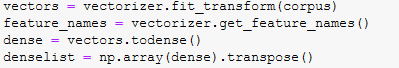 vectors = vectorizer.fit_transform(corpus)
feature_names = vectorizer.get_feature_names()
dense = vectors.todense()
denselist = np.array(dense).transpose()